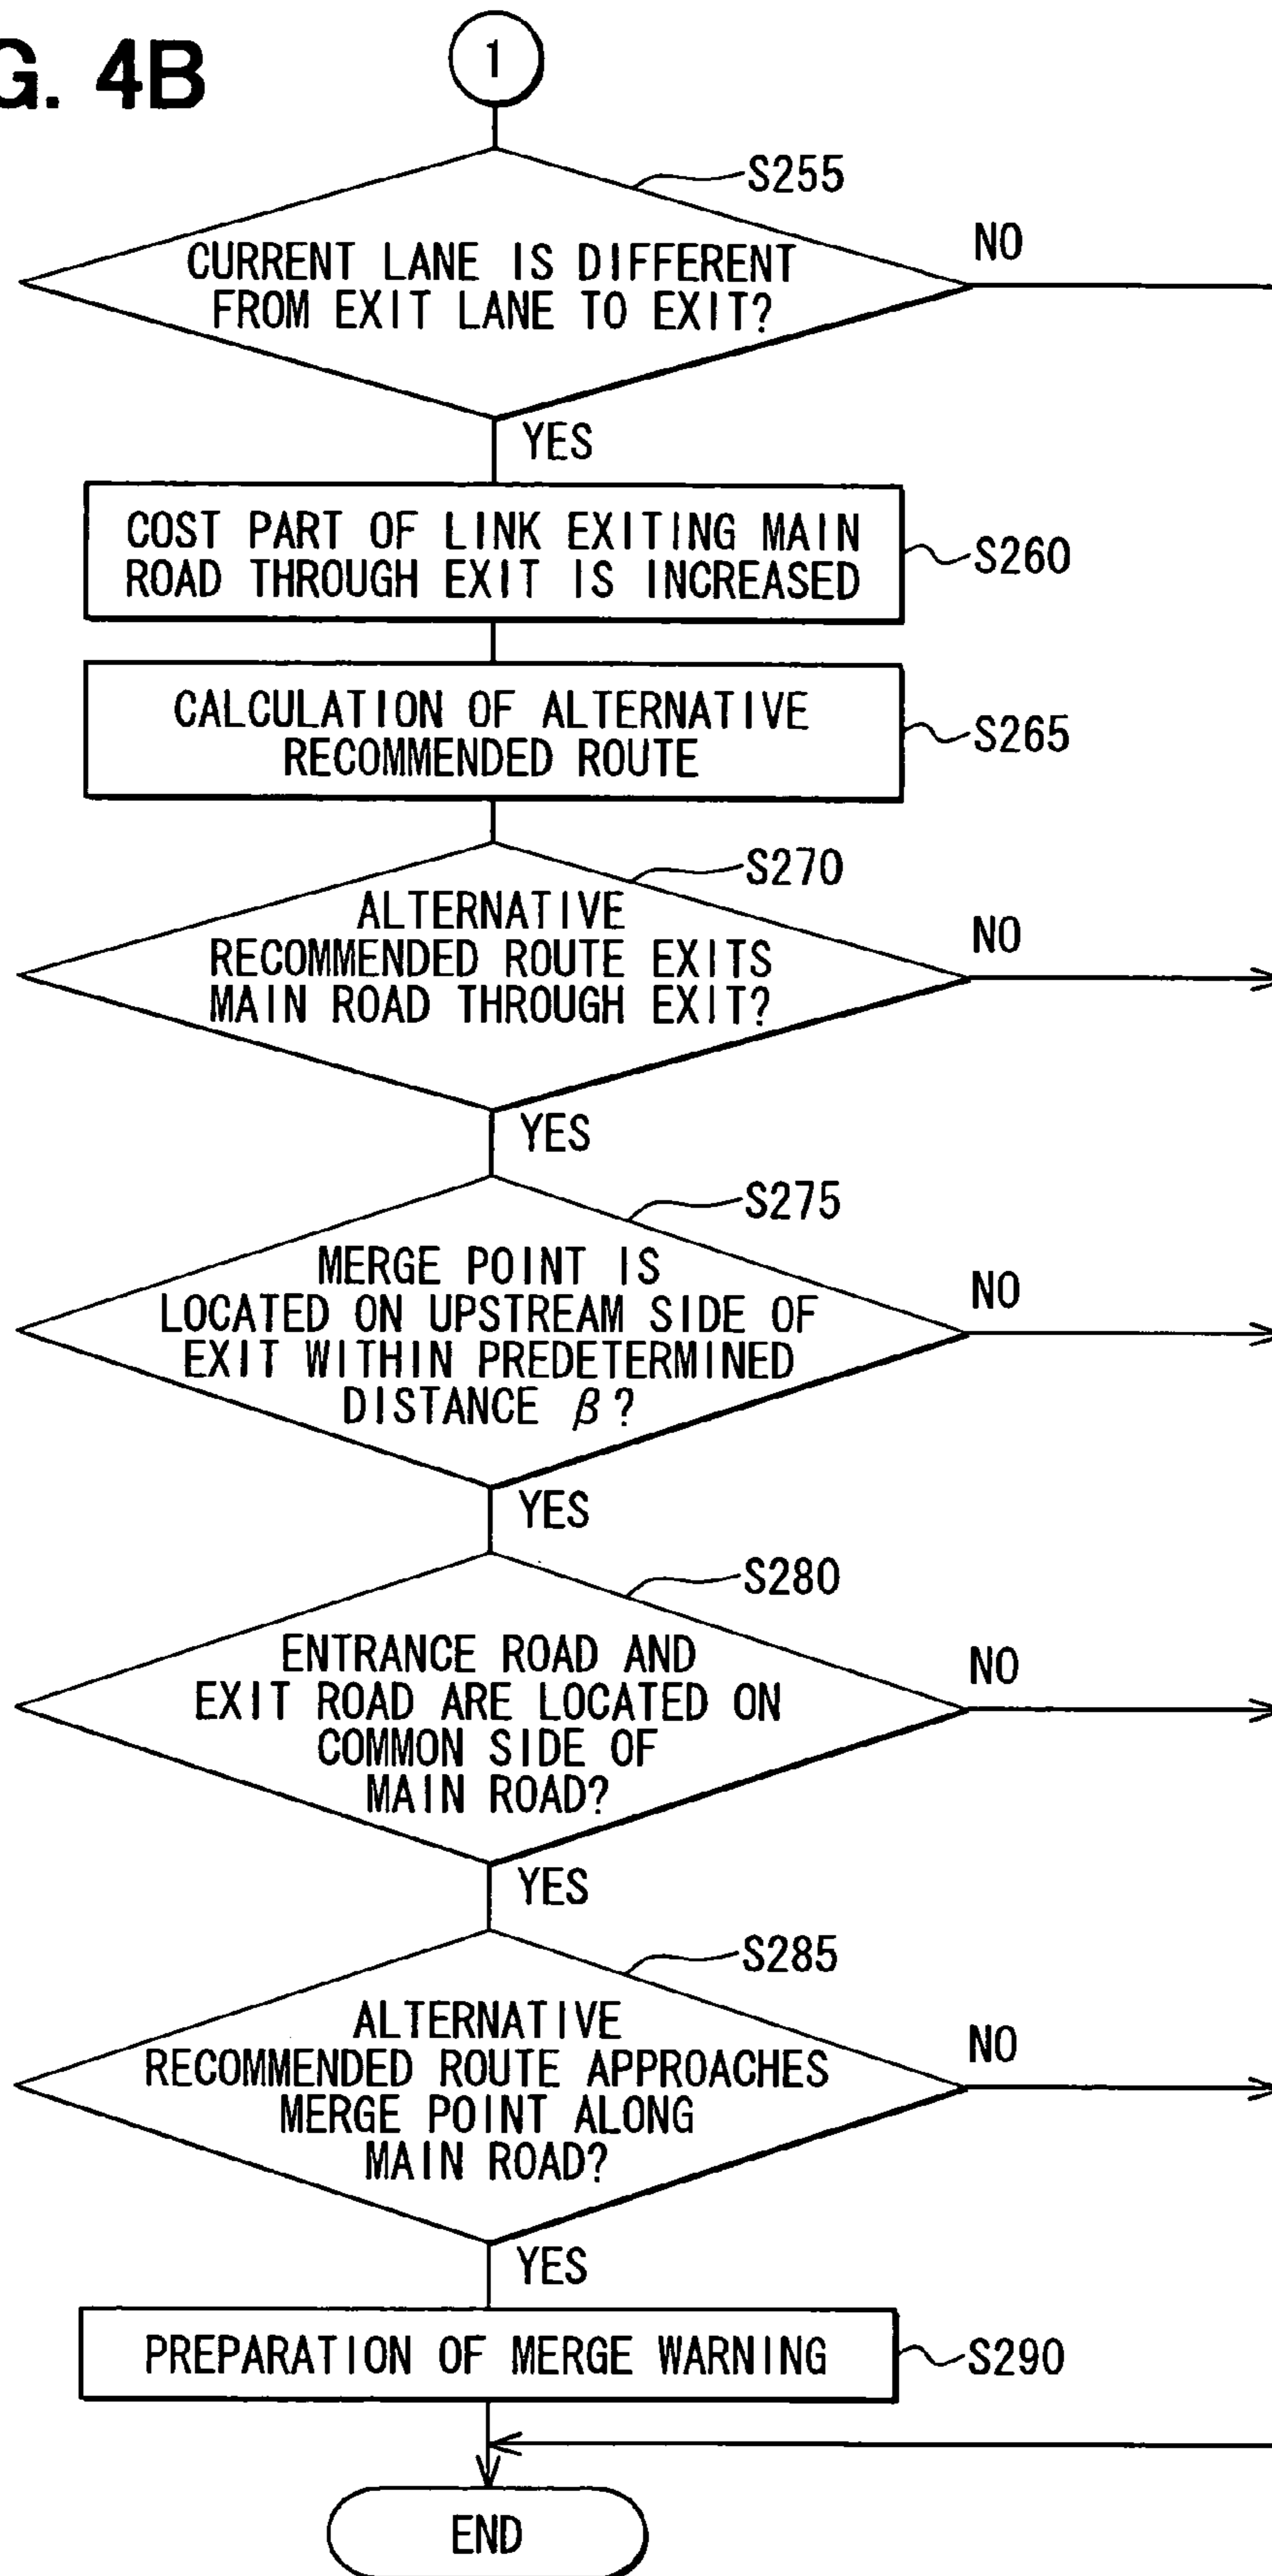 G. 4B
1
S255
CURRENT LANE IS DIFFERENT
FROM EXIT LANE TO EXIT?
NO
YES
COST PART OF LINK EXITING MAIN
ROAD THROUGH EXIT IS INCREASED
S260
CALCULATION OF ALTERNATIVE
RECOMMENDED ROUTE
S265
S270
ALTERNATIVE
RECOMMENDED ROUTE EXITS
MAIN ROAD THROUGH EXIT?
NO
YES
S275
MERGE POINT IS
LOCATED ON UPSTREAM SIDE OF
EXIT WITHIN PREDETERMINED
DISTANCE β?
NO
YES
S280
ENTRANCE ROAD AND
EXIT ROAD ARE LOCATED ON
COMMON SIDE OF
MAIN ROAD?
NO
YES
S285
ALTERNATIVE
RECOMMENDED ROUTE APPROACHES
MERGE POINT ALONG
MAIN ROAD?
NO
YES
PREPARATION OF MERGE WARNING
S290
END